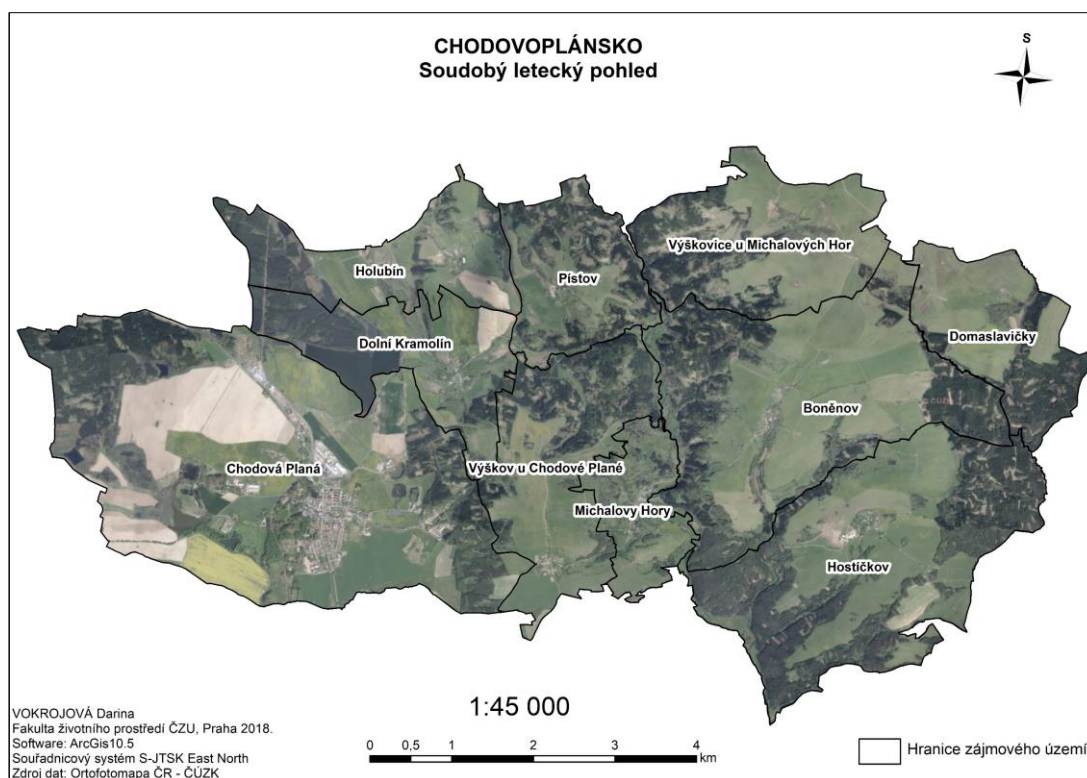 CHODOVOPLÁNSKO
Soudobý letecký pohled
S
Výškovice u Michalových Hor
Holubín
Pístov
Domaslavičky
Dolní Kramolín
ČÚZK
Boněnov
Chodová Planá
Výškov u Chodové Plané
Michalovy Hory
Hostíčkov
1:45 000
VOKROJOVÁ Darina
Fakulta životního prostředí ČZU, Praha 2018.
Software: ArcGis10.5
Souřadnicový systém S-JTSK East North
Zdroj dat: Ortofotomapa ČR - ČÚZK
0 0,5 1 2 3 4
km
Hranice zájmového území